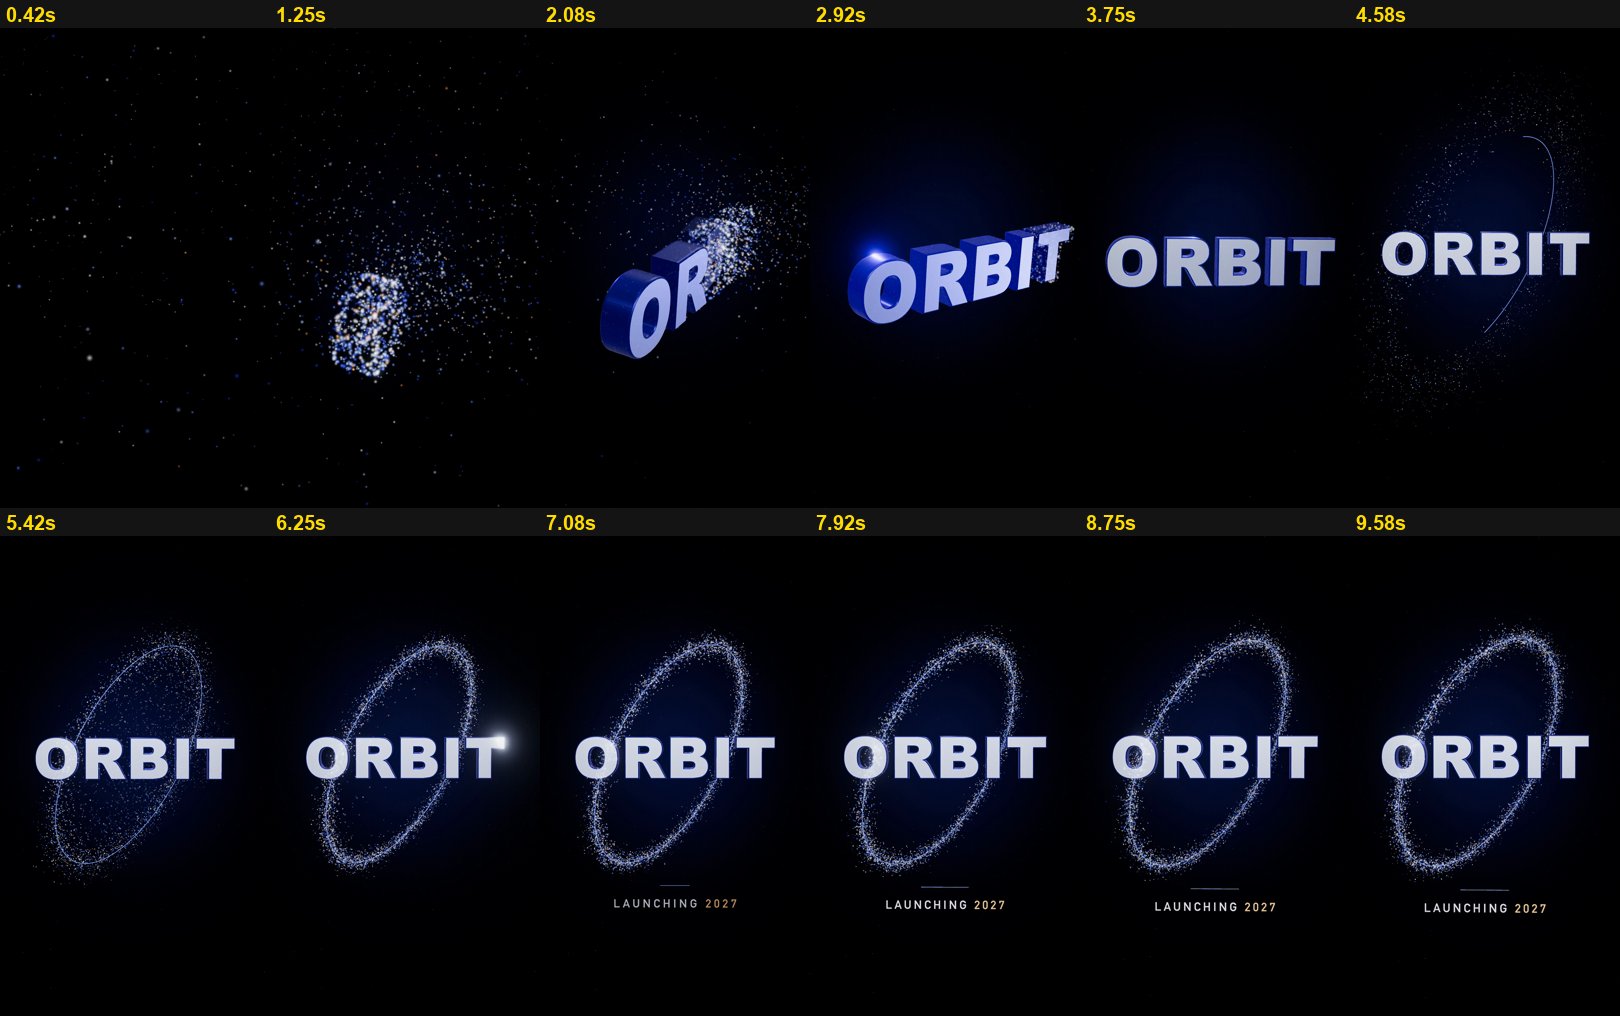 0.42s 1.25s 2.08s 2.92s 3.75s 4.58s
OR ORBIT ORBIT ORBIT
5.42s 6.25s 7.08s 7.92s 8.75s 9.58s
ORBIT ORBIT ORBIT ORBIT ORBIT ORBIT
LAUNCHING 2027 LAUNCHING 2027 LAUNCHING 2027 LAUNCHING 2027